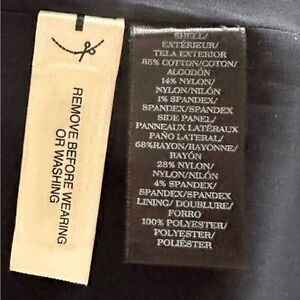 REMOVE BEFORE WEARING
OR WASHING
SHELL/
EXTÉRIEUR/
TELA EXTERIOR
85% COTTON/COTON/
ALGODÓN
14% NYLON/
NYLON/NILÓN
1% SPANDEX/
SPANDEX/SPANDEX
SIDE PANEL/
PANNEAUX LATÉRAUX
PAÑO LATERAL
68%RAYON/RAYONNE/
RAYÓN
28% NYLON/
NYLON/NILÓN
4% SPANDEX/
SPANDEX/SPANDEX
LINING/ DOUBLURE/
FORRO
100% POLYESTER/
POLYESTER/
POLIÉSTER